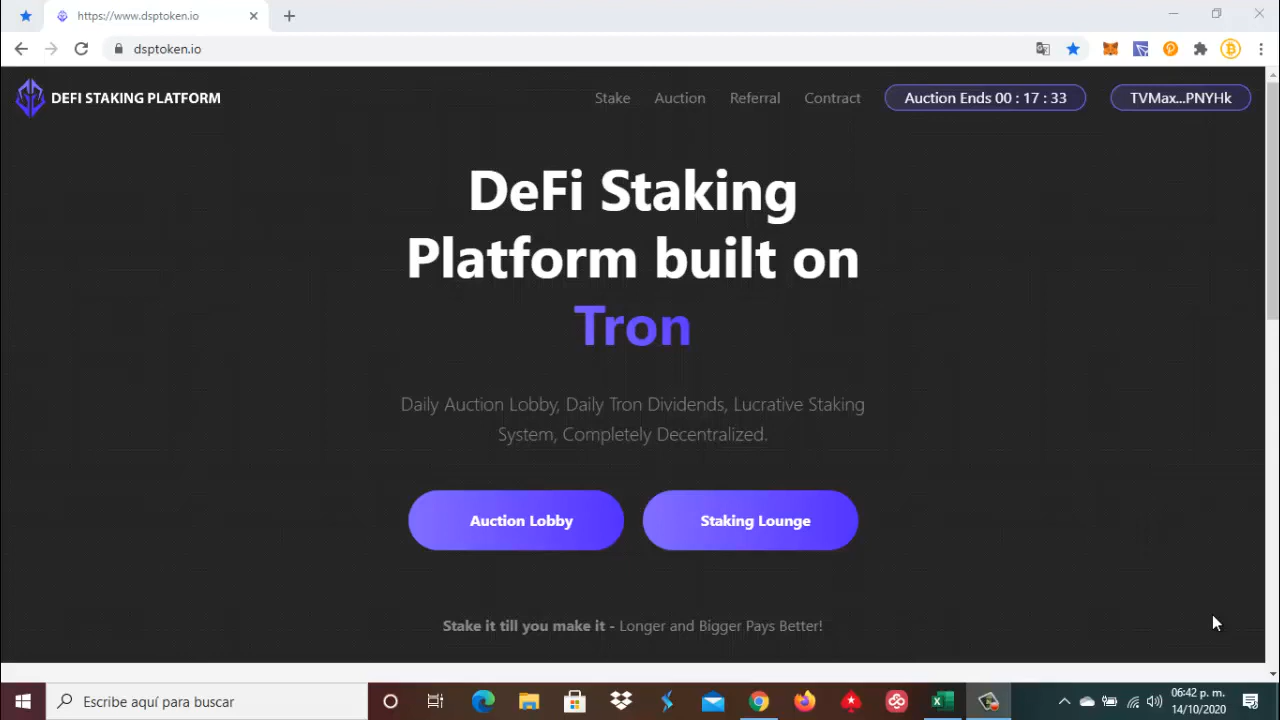 https://www.dsptoken.io
dsptoken.io
DEFI STAKING PLATFORM
Stake
Auction
Referral
Contract
Auction Ends 00 : 17 : 33
TVMax...PNYHk
DeFi Staking
Platform built on
Tron
Daily Auction Lobby, Daily Tron Dividends, Lucrative Staking
System, Completely Decentralized.
Auction Lobby
Staking Lounge
Stake it till you make it - Longer and Bigger Pays Better!
Escribe aquí para buscar
06:42 p. m.
14/10/2020